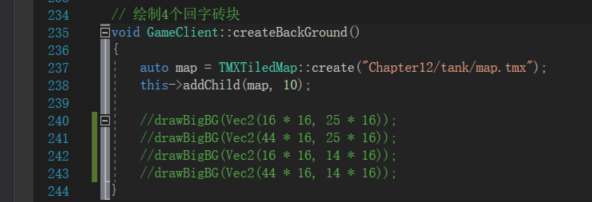 234 // 绘制4个回字砖块
235 void GameClient::createBackGround()
236 {
237 auto map = TMXTiledMap::create("Chapter12/tank/map.tmx");
238 this->addChild(map, 10);
239
240 //drawBigBG(Vec2(16 * 16, 25 * 16));
241 //drawBigBG(Vec2(44 * 16, 25 * 16));
242 //drawBigBG(Vec2(16 * 16, 14 * 16));
243 //drawBigBG(Vec2(44 * 16, 14 * 16));
244 }